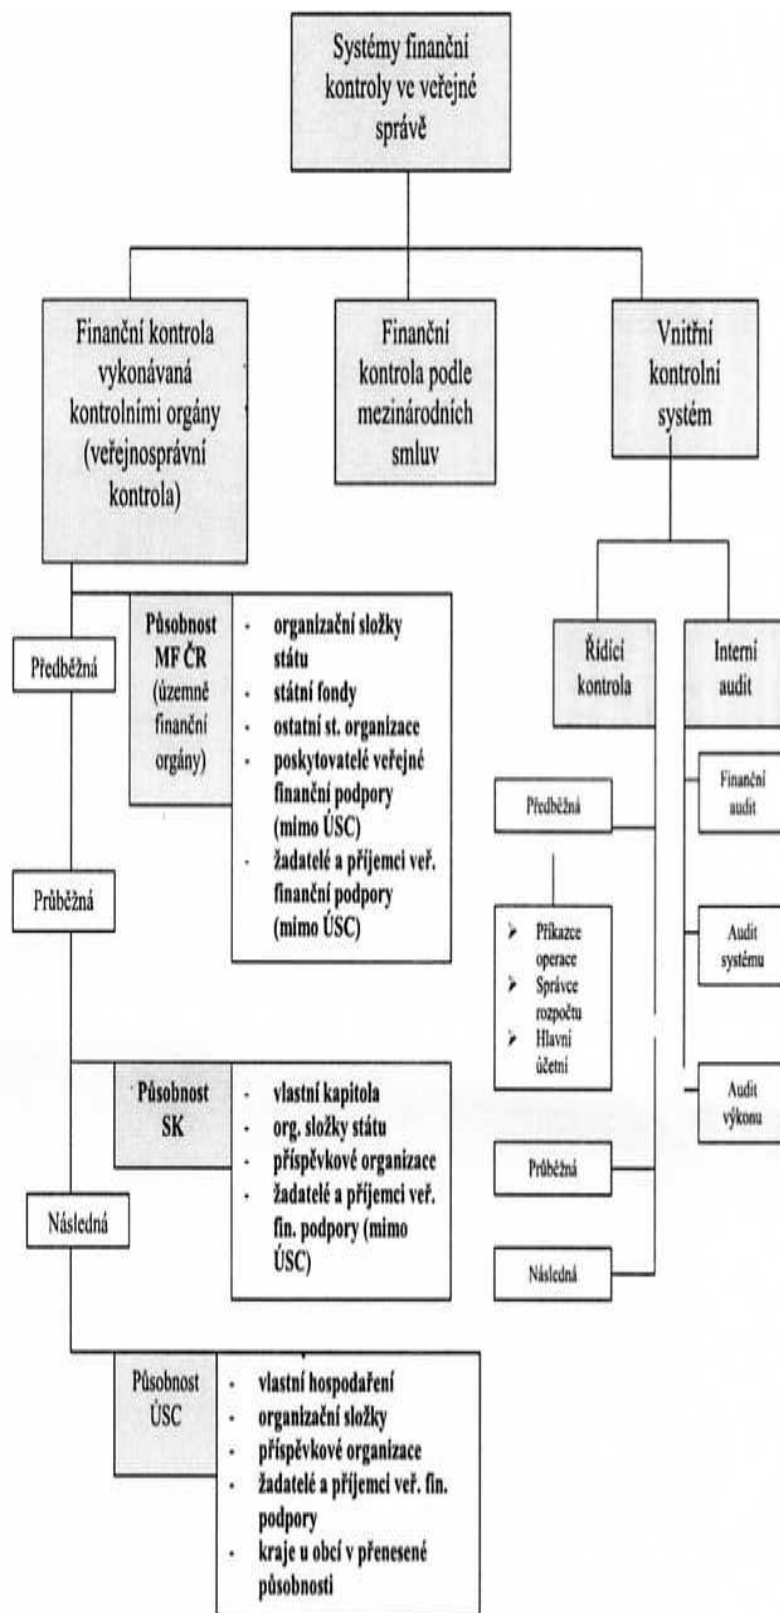 Systémy finanční
kontroly ve veřejné
správě
Finanční kontrola
vykonávaná
kontrolními orgány
(veřejnosprávní
kontrola)
Finanční
kontrola podle
mezinárodních
smluv
Vnitřní
kontrolní
systém
Předběžná
Průběžná
Následná
Působnost
MF ČR
(územně
finanční
orgány)
- organizační složky
státu
- státní fondy
- ostatní st. organizace
- poskytovatelé veřejné
finanční podpory
(mimo ÚSC)
- žadatelé a příjemci veř.
finanční podpory
(mimo ÚSC)
Působnost
SK
- vlastní kapitola
- org. složky státu
- příspěvkové organizace
- žadatelé a příjemci veř.
fin. podpory (mimo
ÚSC)
Působnost
ÚSC
- vlastní hospodaření
- organizační složky
- příspěvkové organizace
- žadatelé a příjemci veř. fin.
podpory
- kraje u obcí v přenesené
působnosti
Řídicí
kontrola
Předběžná
➢ Příkazce
operace
➢ Správce
rozpočtu
➢ Hlavní
účetní
Průběžná
Následná
Interní
audit
Finanční
audit
Audit
systému
Audit
výkonu